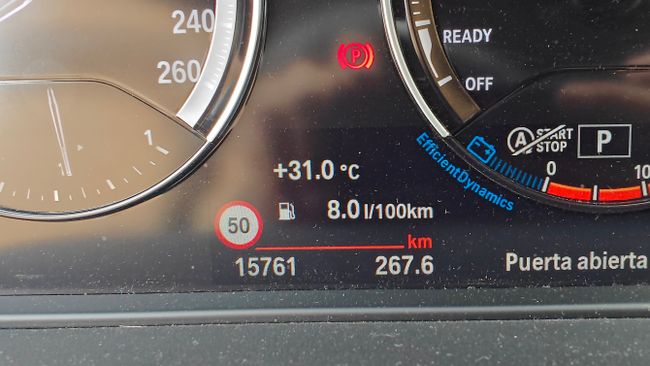 240
260
1
READY
OFF
P
A START STOP P
EfficientDynamics
0 10
+31.0 °C
50 8.0 l/100km
km
15761 267.6 Puerta abierta